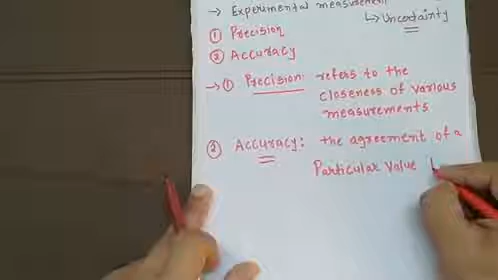 → Experimental measurement
↳ Uncertainty
① Precision
② Accuracy
→ ① Precision: refers to the
closeness of various
measurements
② Accuracy: the agreement of a
Particular value